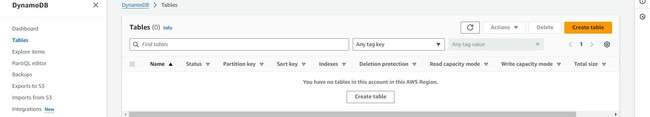 DynamoDB
DynamoDB > Tables
Dashboard
Tables
Explore items
PartiQL editor
Backups
Exports to S3
Imports from S3
Integrations New
Tables (0) Info
Actions
Delete
Create table
Find tables
Any tag key
Any tag value
1
Name Status Partition key Sort key Indexes Deletion protection Read capacity mode Write capacity mode Total size
You have no tables in this account in this AWS Region.
Create table